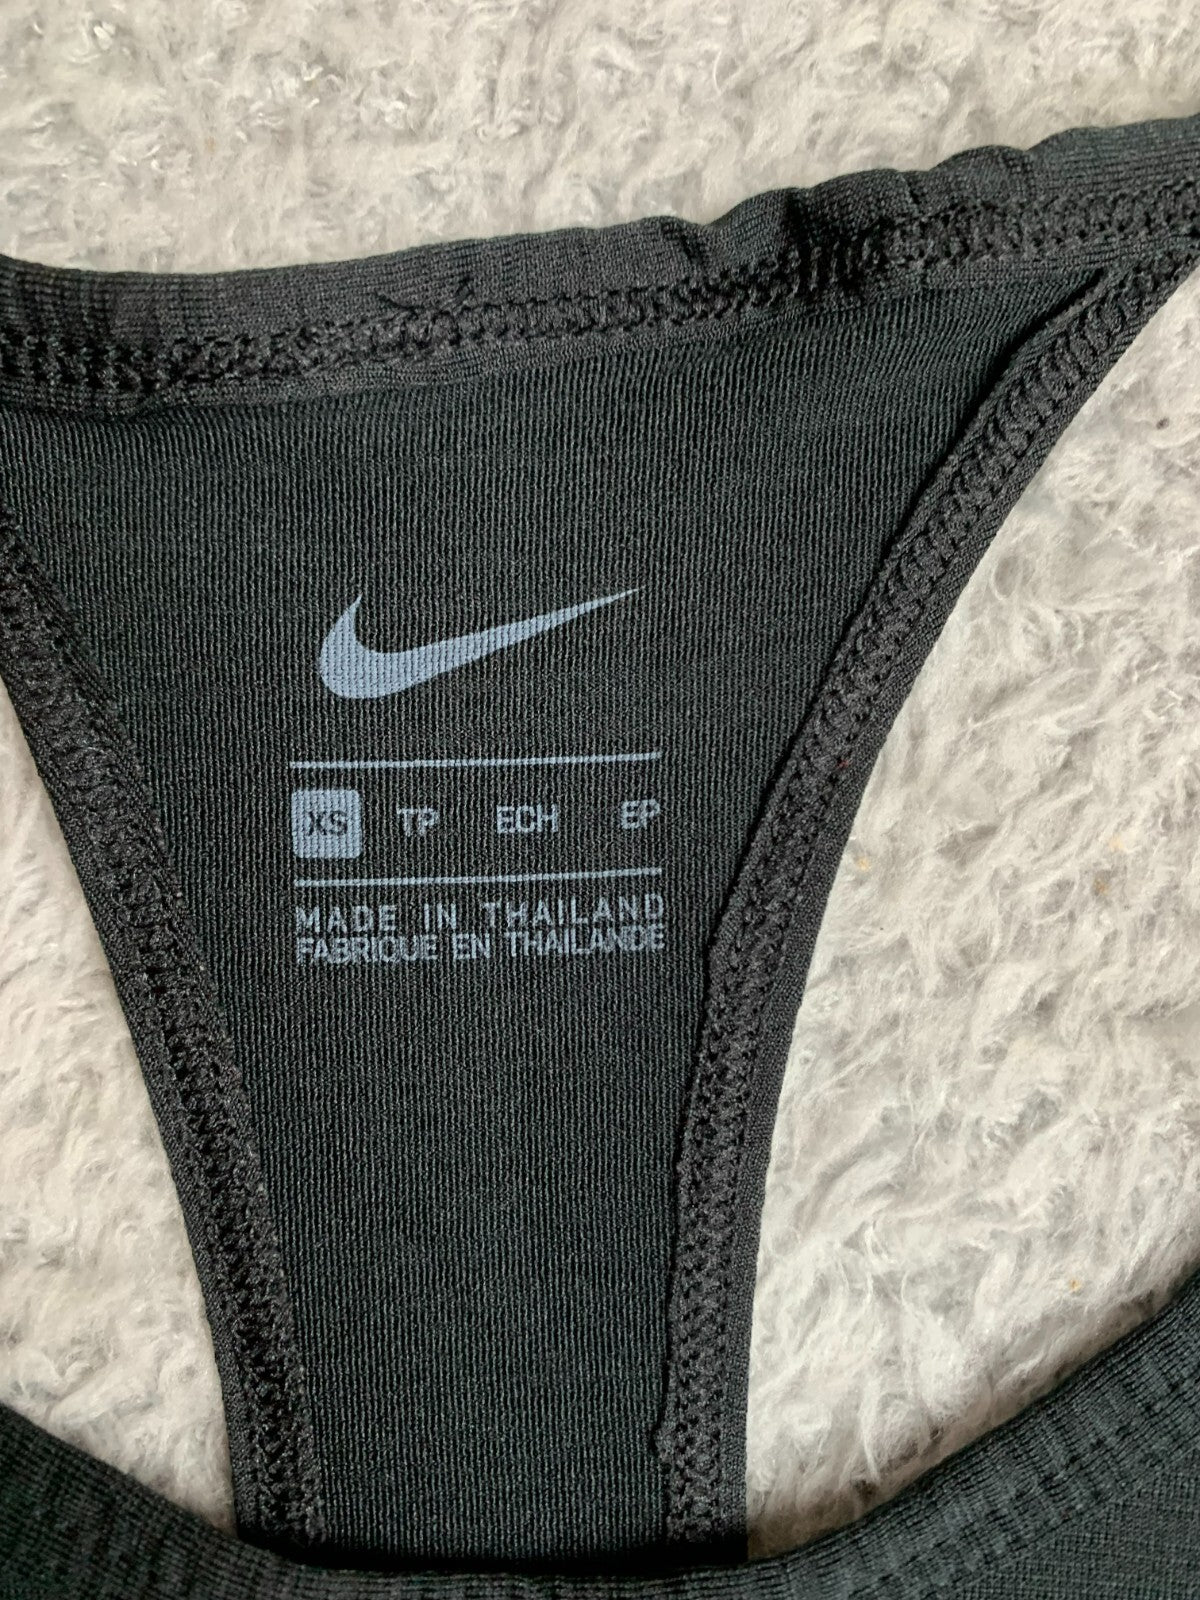 XS TP ECH EP
MADE IN THAILAND
FABRIQUE EN THAILANDE